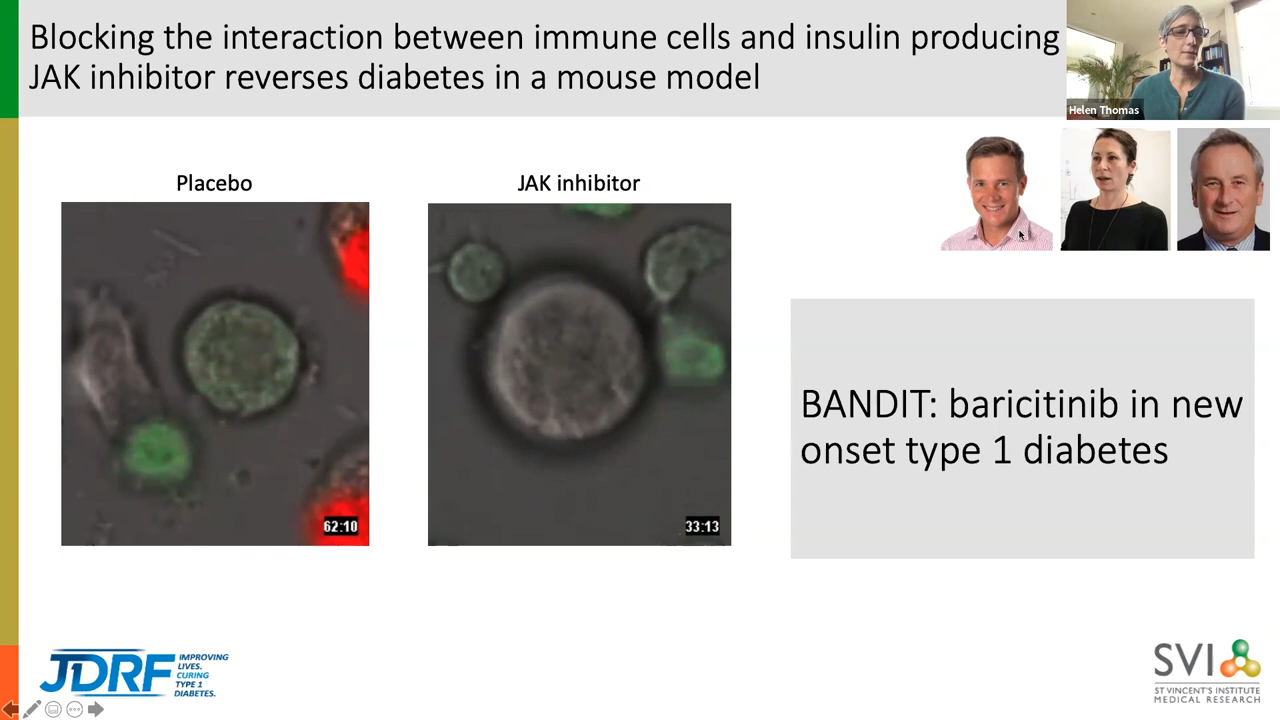 Blocking the interaction between immune cells and insulin producing
JAK inhibitor reverses diabetes in a mouse model
Helen Thomas
Placebo
JAK inhibitor
62:10
33:13
BANDIT: baricitinib in new
onset type 1 diabetes
JDRF
IMPROVING
LIVES.
CURING
TYPE 1
DIABETES.
SVI
ST VINCENT'S INSTITUTE
MEDICAL RESEARCH